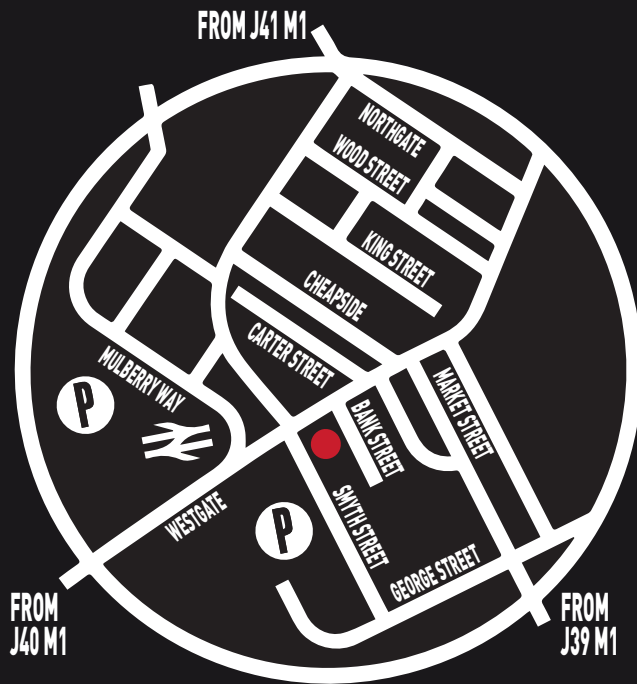 FROM J41 M1
NORTHGATE
WOOD STREET
KING STREET
CHEAPSIDE
CARTER STREET
MULBERRY WAY
P
BANK STREET
MARKET STREET
WESTGATE
P
SMYTH STREET
GEORGE STREET
FROM
J40 M1
FROM
J39 M1